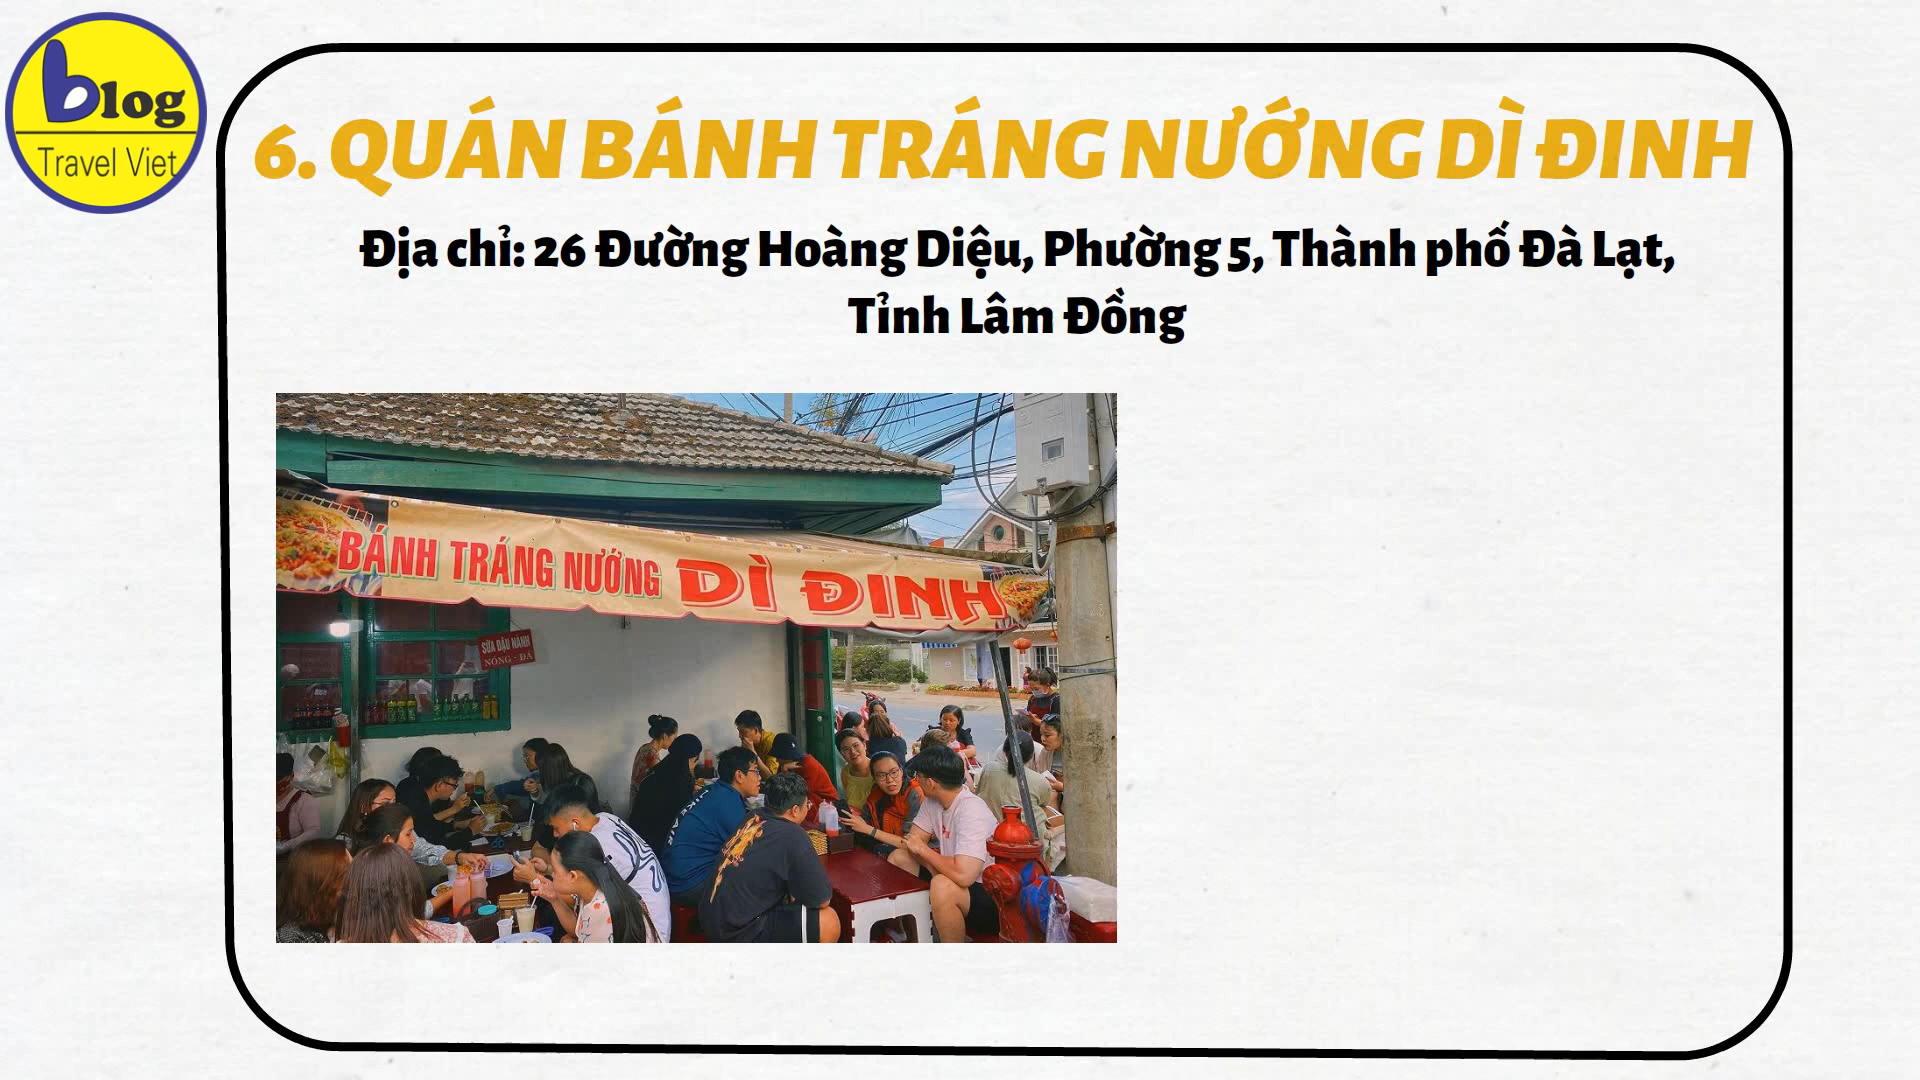 blog
Travel Viet
6. QUÁN BÁNH TRÁNG NƯỚNG DÌ ĐINH
Địa chỉ: 26 Đường Hoàng Diệu, Phường 5, Thành phố Đà Lạt,
Tỉnh Lâm Đồng
BÁNH TRÁNG NƯỚNG DÌ ĐINH
SỮA ĐẬU NÀNH
NÓNG - ĐÁ